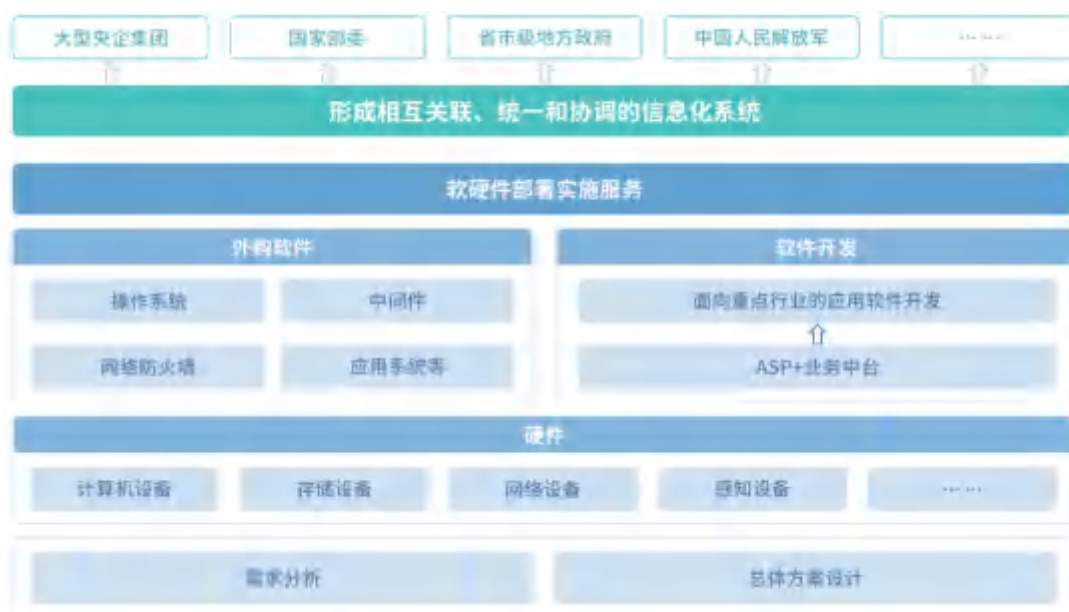 大型央企集团
国家部委
省市级地方政府
中国人民解放军
……
形成相互关联、统一和协调的信息化系统
软硬件部署实施服务
外购软件
软件开发
操作系统
中间件
面向重点行业的应用软件开发
网络防火墙
应用系统等
ASP+业务中台
硬件
计算机设备
存储设备
网络设备
感知设备
……
需求分析
总体方案设计